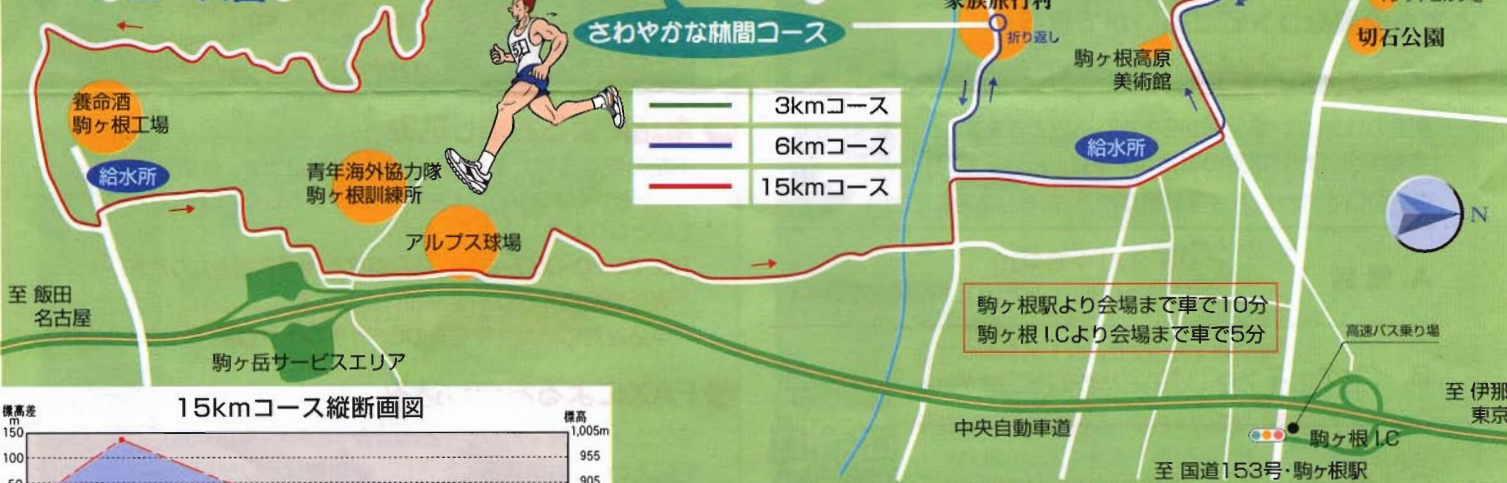 家族旅行村
折り返し
さわやかな林間コース
51
切石公園
駒ヶ根高原
美術館
養命酒
駒ヶ根工場
給水所
3kmコース
6kmコース
15kmコース
給水所
青年海外協力隊
駒ヶ根訓練所
アルプス球場
N
至 飯田
名古屋
駒ヶ根駅より会場まで車で10分
駒ヶ根 I.Cより会場まで車で5分
高速バス乗り場
駒ヶ岳サービスエリア
至 伊那
東京
中央自動車道
駒ヶ根 I.C
至 国道153号・駒ヶ根駅
15kmコース縦断画図
標高差
m
150
100
標高
1,005m
955
905